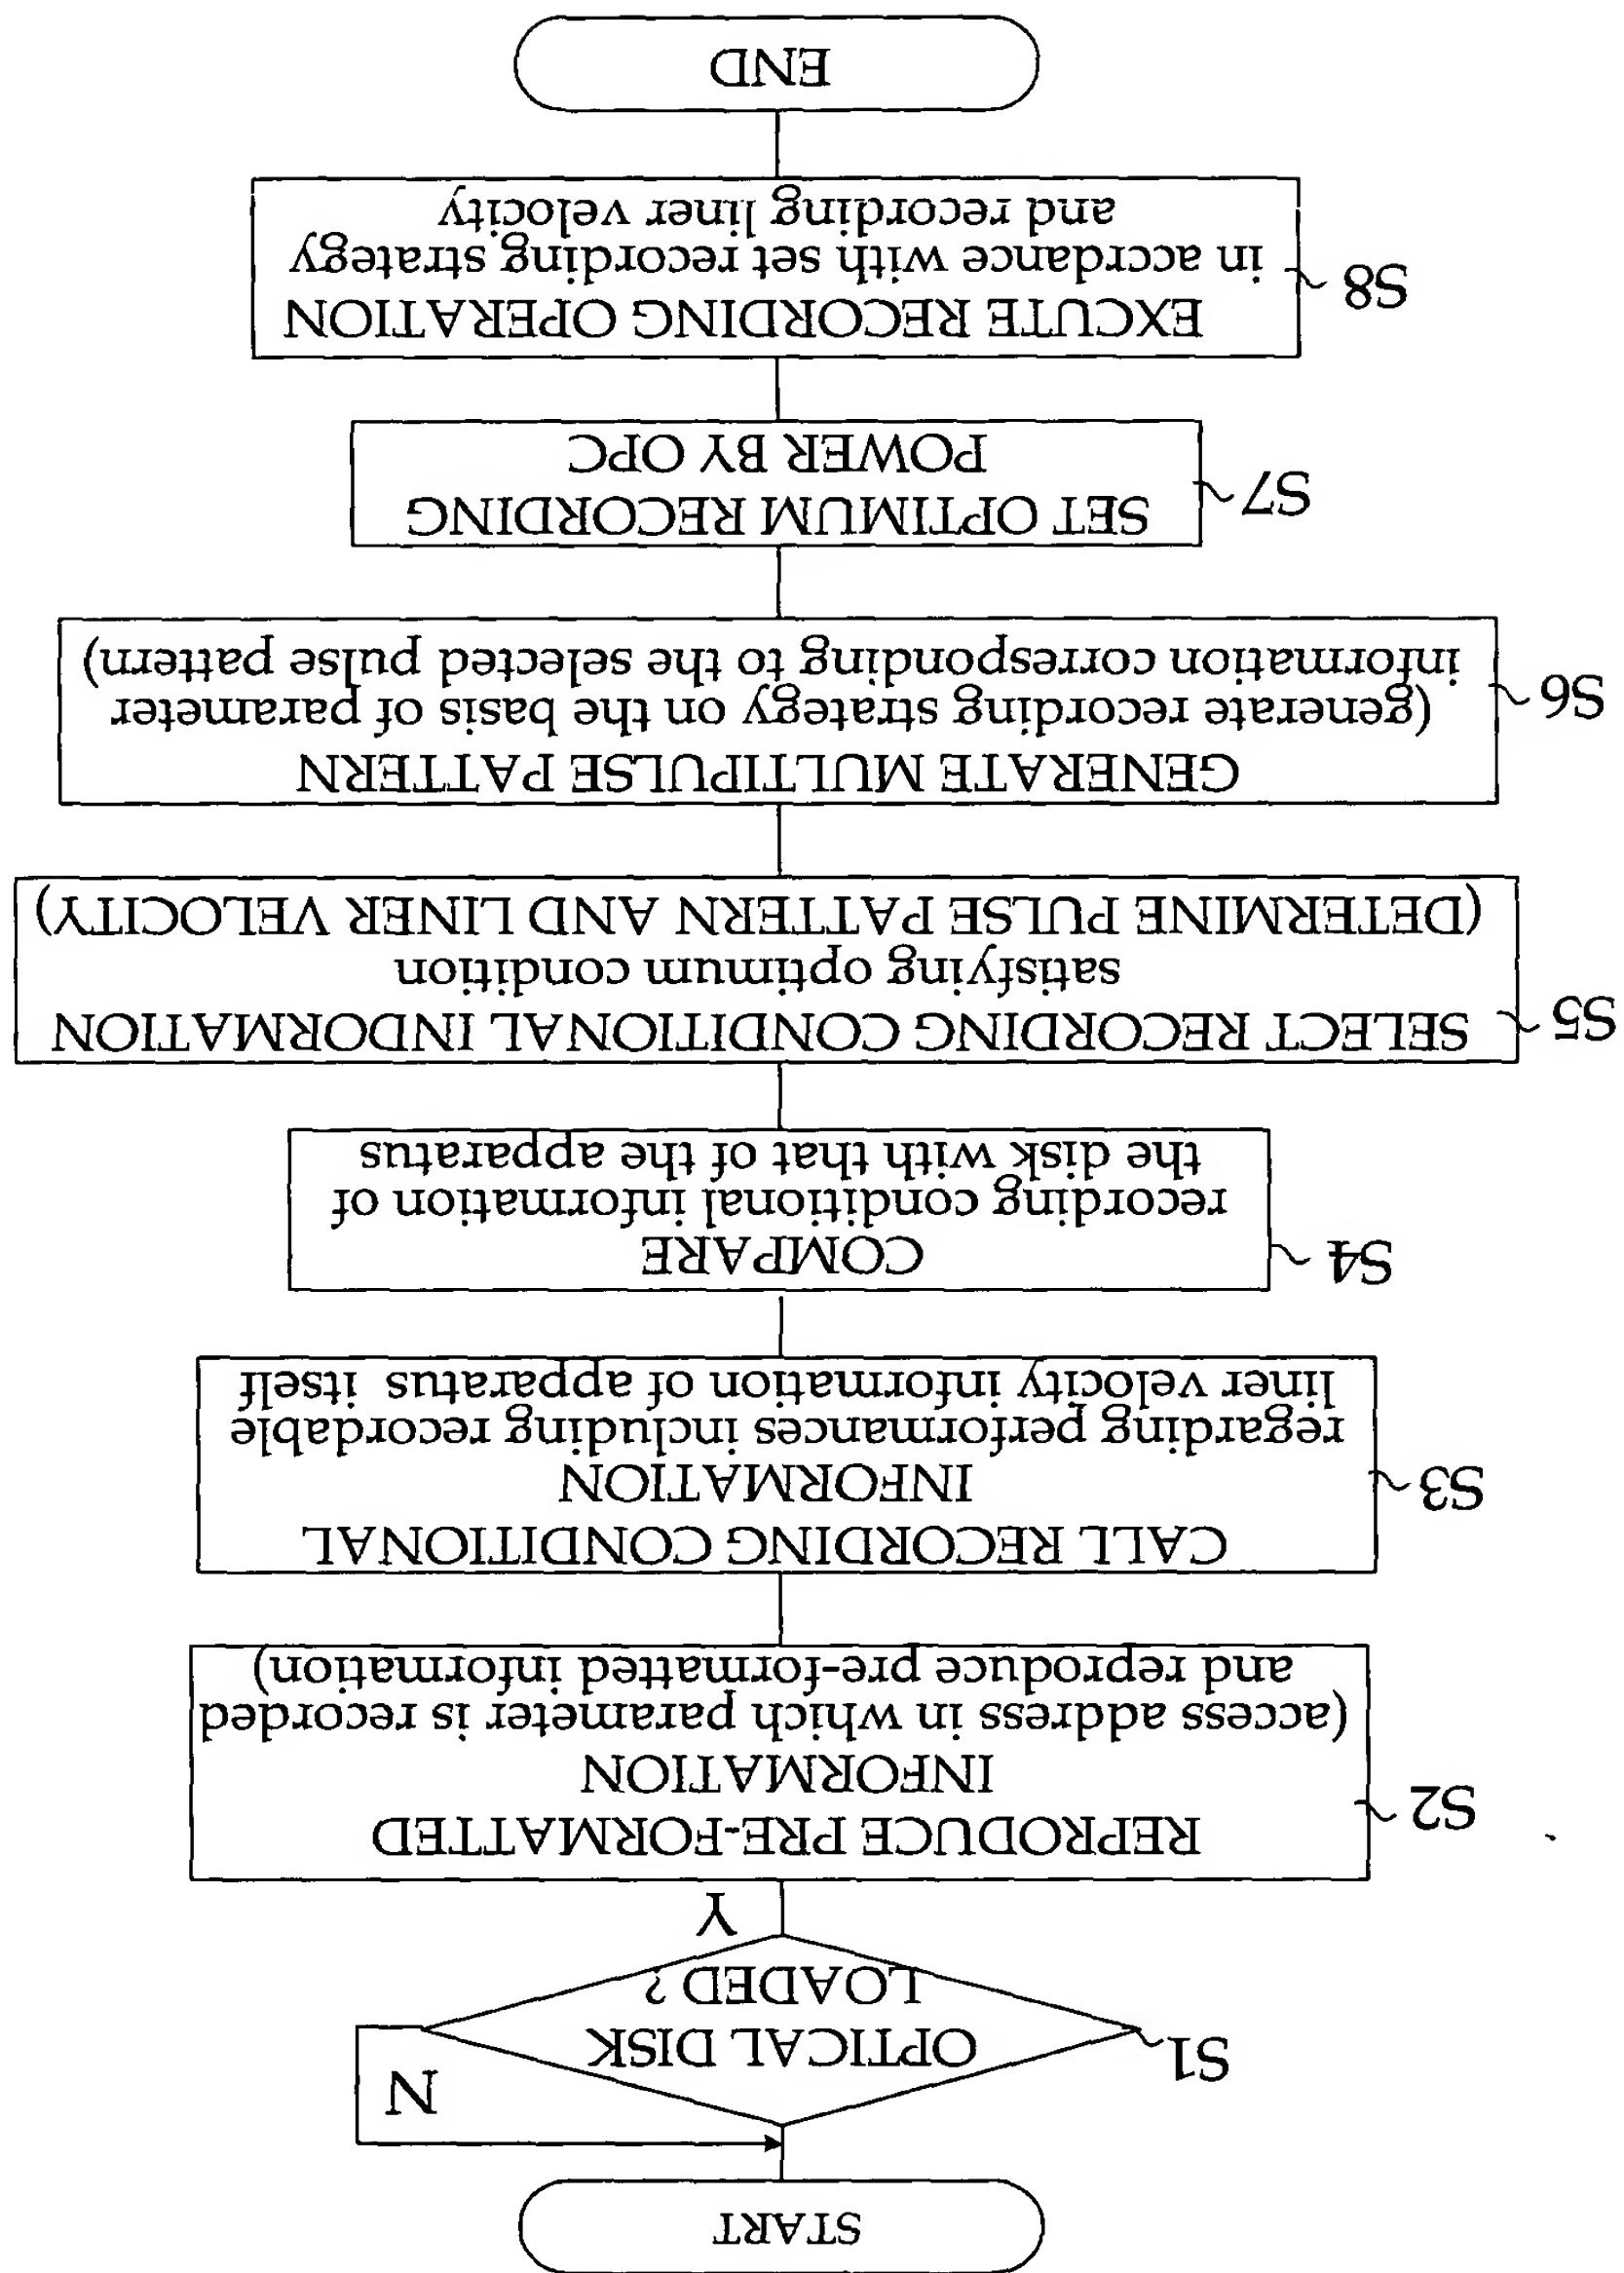 START
OPTICAL DISK
LOADED ?
S1
N
Y
REPRODUCE PRE-FORMATTED
INFORMATION
(access address in which parameter is recorded
and reproduce pre-formatted information)
S2
CALL RECORDING CONDITIONAL
INFORMATION
regarding performances including recordable
liner velocity information of apparatus itself
S3
COMPARE
recording conditional information of
the disk with that of the apparatus
S4
SELECT RECORDING CONDITIONAL INDORMATION
satisfying optimum condition
(DETERMINE PULSE PATTERN AND LINER VELOCITY)
S5
GENERATE MULTIPULSE PATTERN
(generate recording strategy on the basis of parameter
information corresponding to the selected pulse pattern)
S6
SET OPTIMUM RECORDING
POWER BY OPC
S7
EXCUTE RECORDING OPERATION
in accrdance with set recording strategy
and recording liner velocity
S8
END